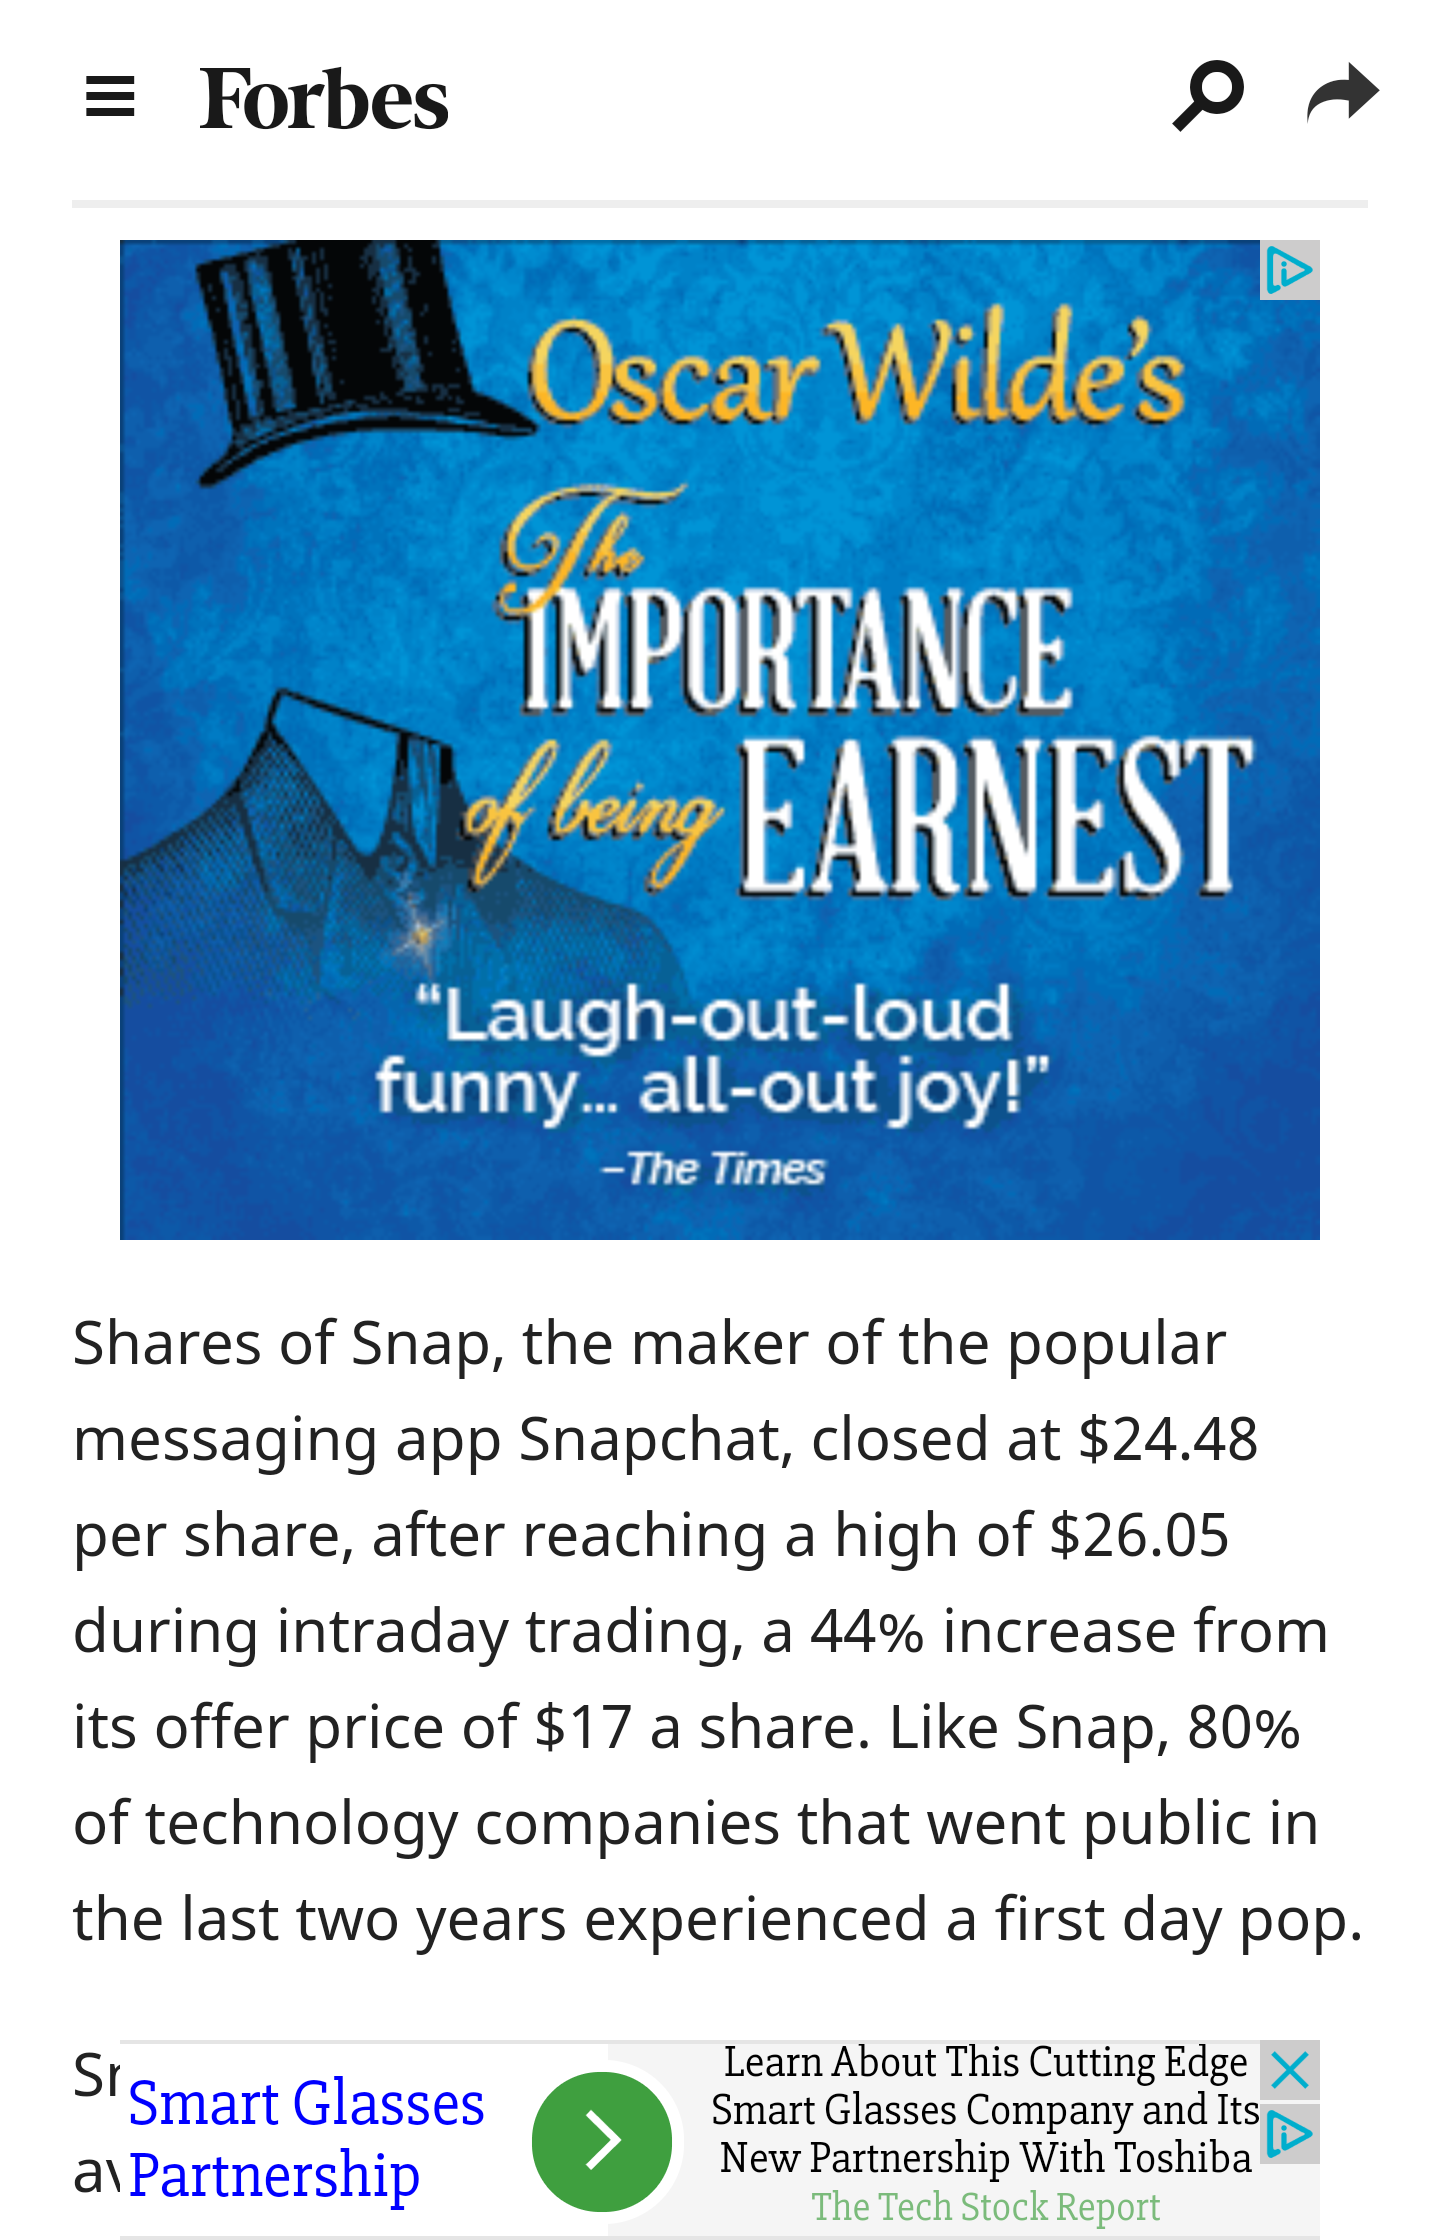 Forbes
Oscar Wilde's
The
IMPORTANCE
of being EARNEST
“Laugh-out-loud
funny... all-out joy!”
–The Times
Shares of Snap, the maker of the popular
messaging app Snapchat, closed at $24.48
per share, after reaching a high of $26.05
during intraday trading, a 44% increase from
its offer price of $17 a share. Like Snap, 80%
of technology companies that went public in
the last two years experienced a first day pop.
Smart Glasses
Partnership
Learn About This Cutting Edge
Smart Glasses Company and Its
New Partnership With Toshiba
The Tech Stock Report